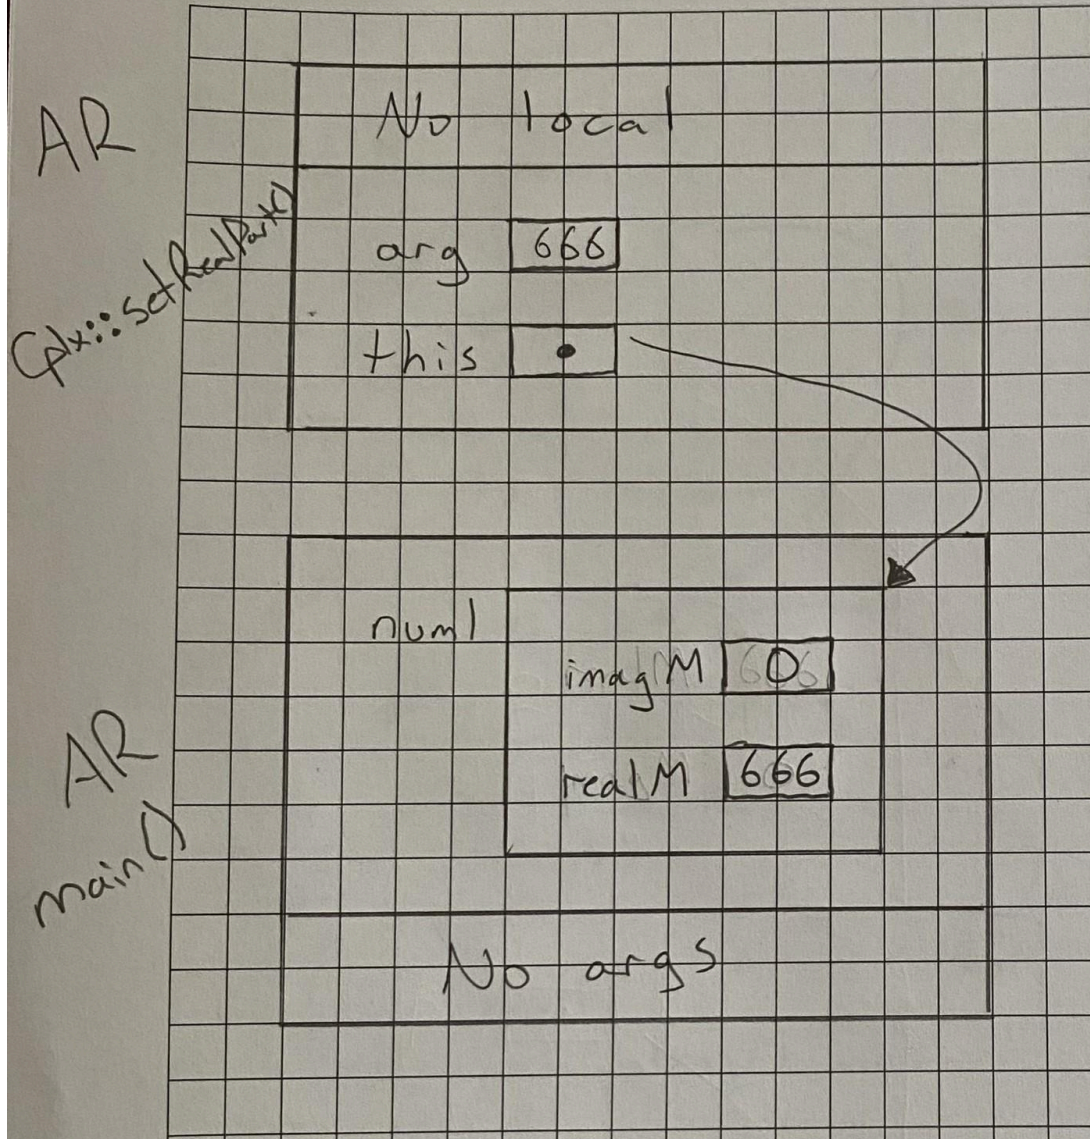 AR
Cplx::setRealPart()
No local
arg 666
this
num1
imagM 0
realM 666
AR
main()
No args